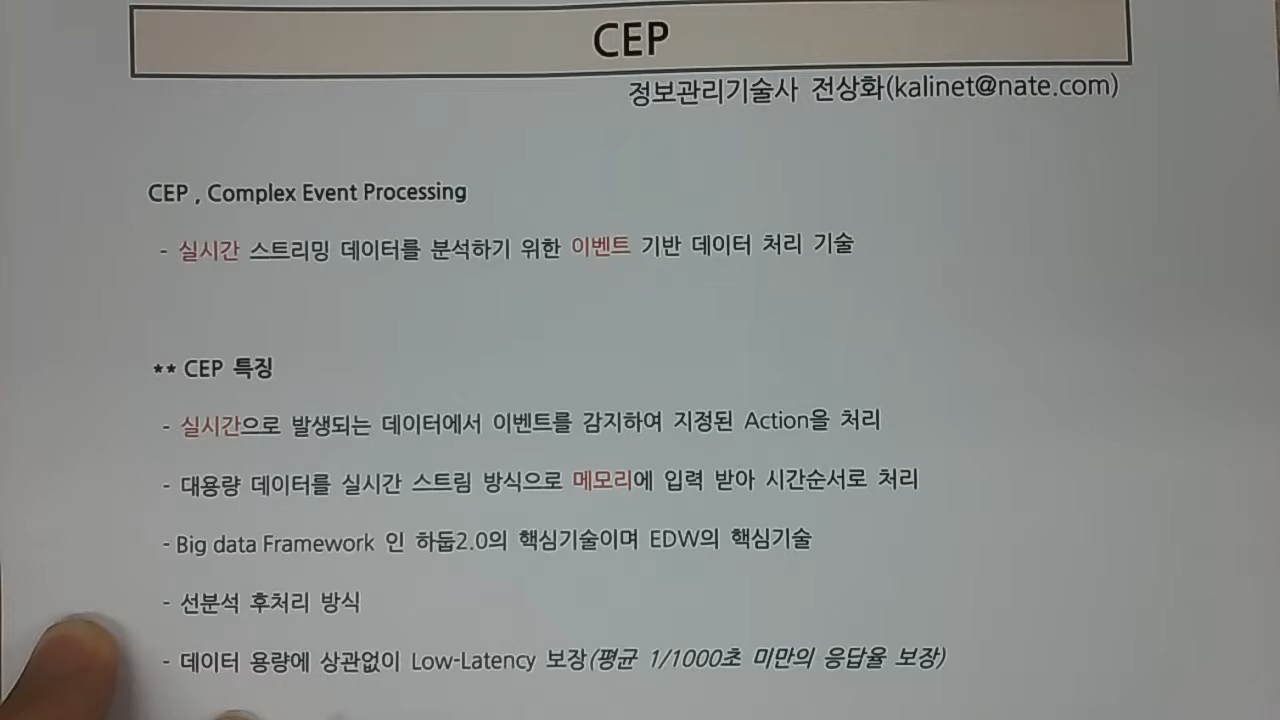 CEP
정보관리기술사 전상화(kalinet@nate.com)
CEP , Complex Event Processing
- 실시간 스트리밍 데이터를 분석하기 위한 이벤트 기반 데이터 처리 기술
** CEP 특징
- 실시간으로 발생되는 데이터에서 이벤트를 감지하여 지정된 Action을 처리
- 대용량 데이터를 실시간 스트림 방식으로 메모리에 입력 받아 시간순서로 처리
- Big data Framework 인 하둡2.0의 핵심기술이며 EDW의 핵심기술
- 선분석 후처리 방식
- 데이터 용량에 상관없이 Low-Latency 보장(평균 1/1000초 미만의 응답율 보장)